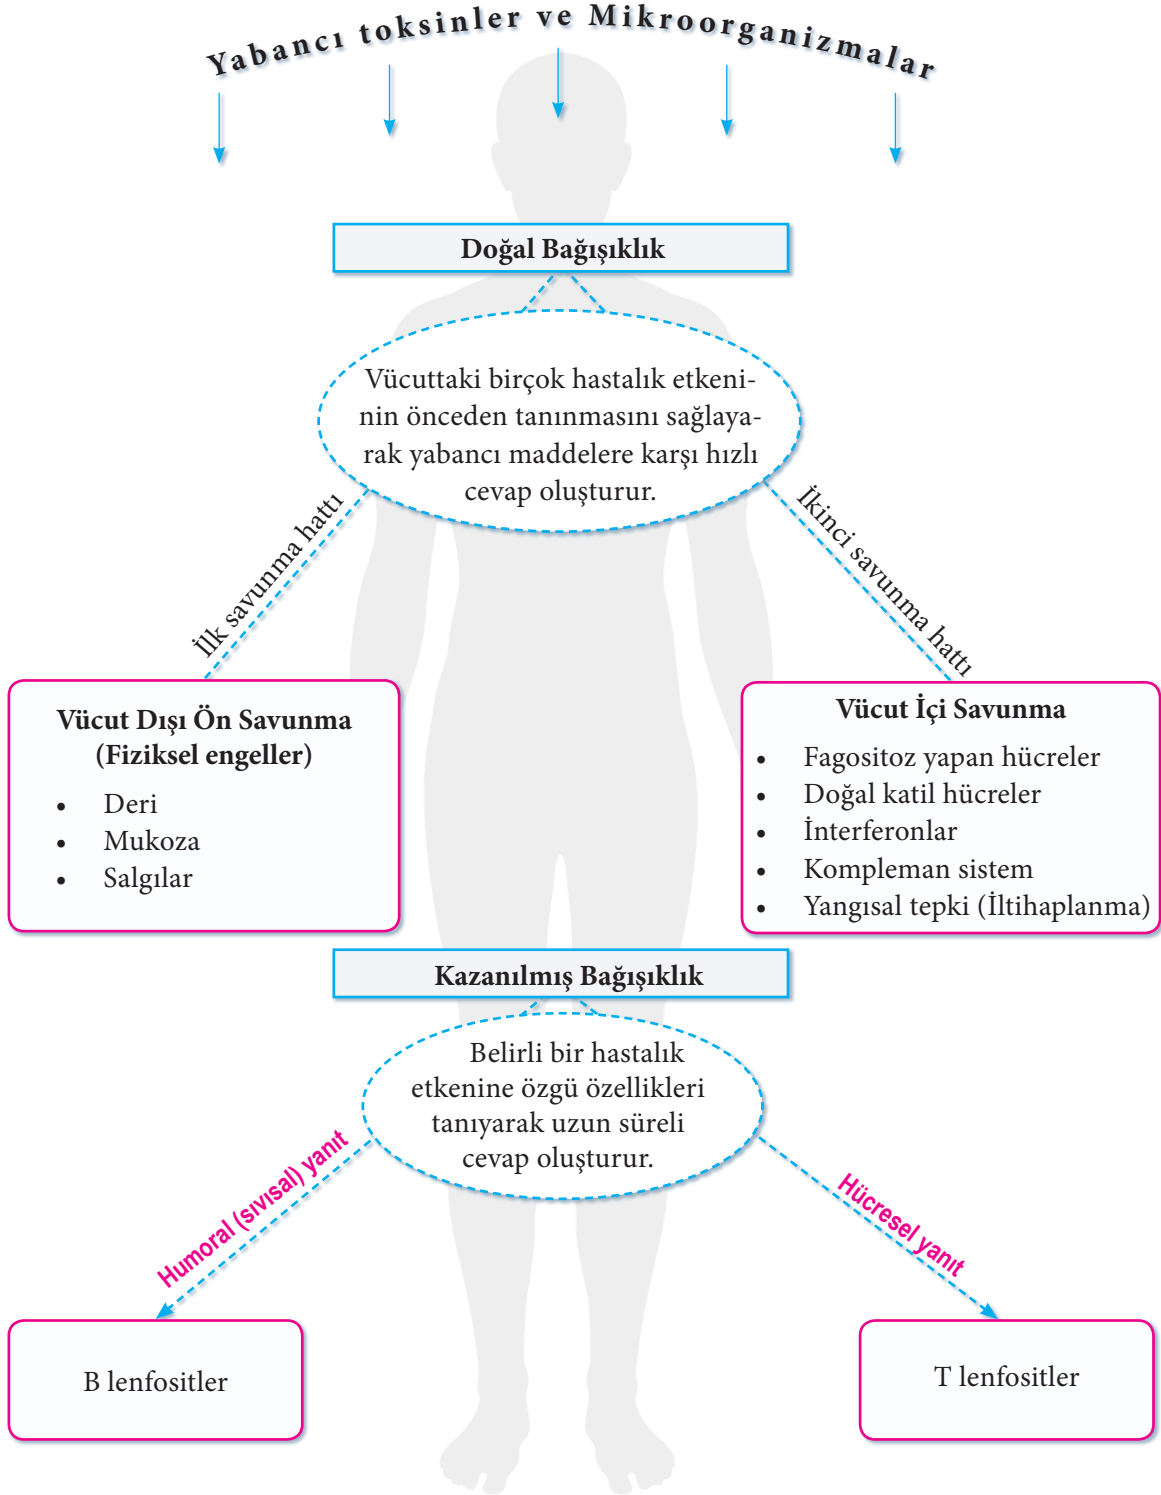 Yabancı toksinler ve Mikroorganizmalar
Doğal Bağışıklık
Vücuttaki birçok hastalık etkeni-
nin önceden tanınmasını sağlaya-
rak yabancı maddelere karşı hızlı
cevap oluşturur.
İlk savunma hattı
İkinci savunma hattı
Vücut Dışı Ön Savunma
(Fiziksel engeller)
• Deri
• Mukoza
• Salgılar
Vücut İçi Savunma
• Fagositoz yapan hücreler
• Doğal katil hücreler
• İnterferonlar
• Kompleman sistem
• Yangısal tepki (İltihaplanma)
Kazanılmış Bağışıklık
Belirli bir hastalık
etkenine özgü özellikleri
tanıyarak uzun süreli
cevap oluşturur.
Humoral (sıvısal) yanıt
Hücresel yanıt
B lenfositler
T lenfositler